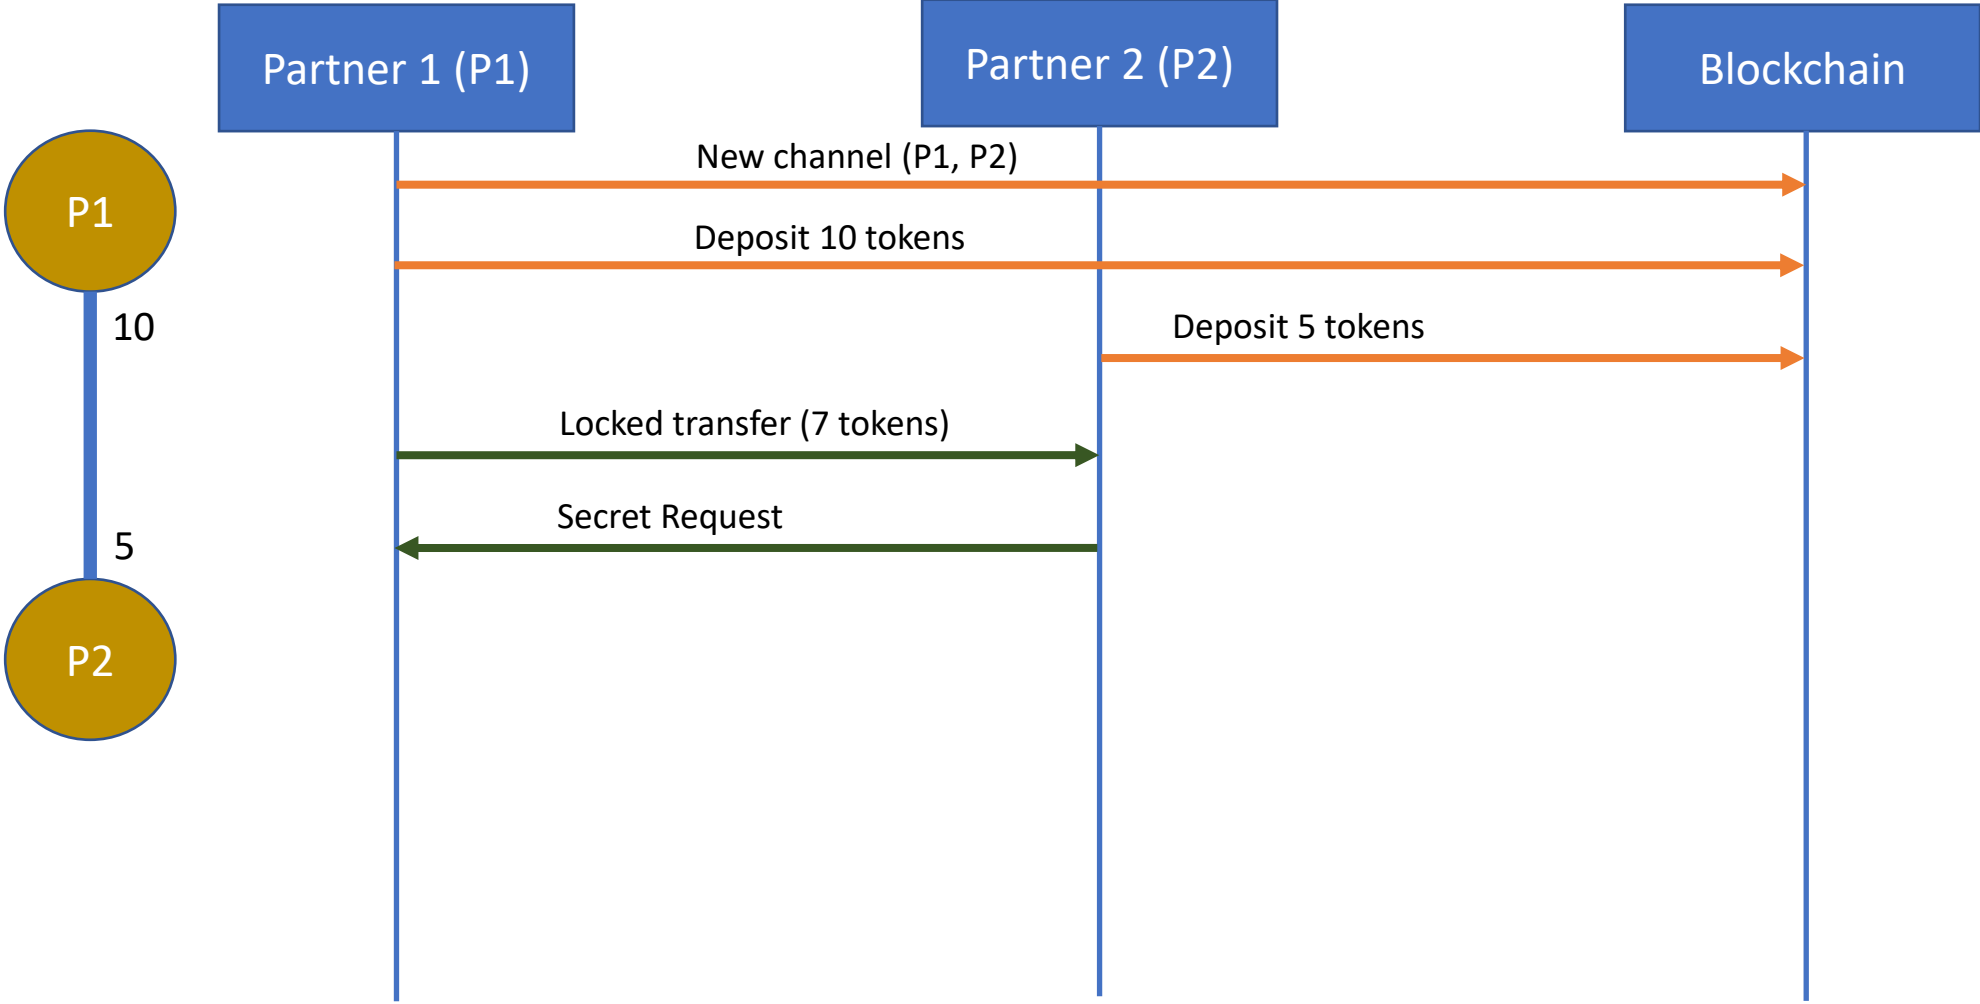 Partner 1 (P1)
Partner 2 (P2)
Blockchain
New channel (P1, P2)
P1
Deposit 10 tokens
10
Deposit 5 tokens
Locked transfer (7 tokens)
Secret Request
5
P2